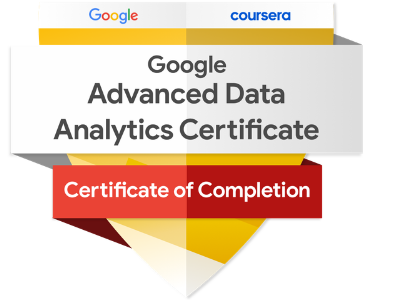 Google coursera
Google
Advanced Data
Analytics Certificate
Certificate of Completion